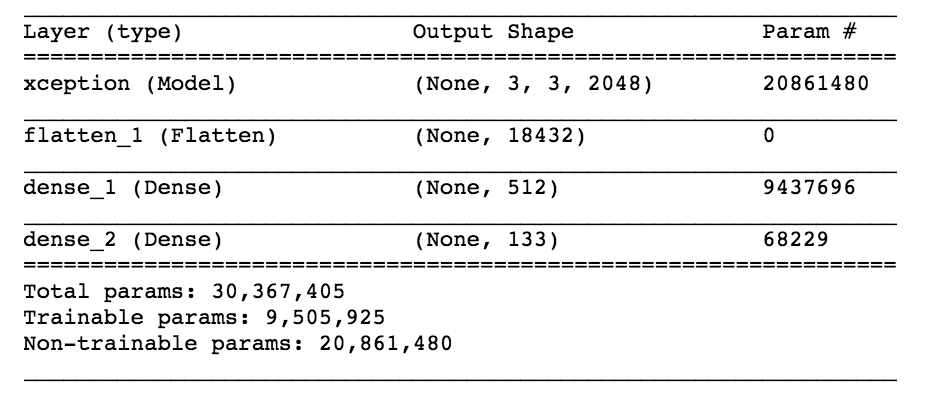 Layer (type) Output Shape Param #
xception (Model) (None, 3, 3, 2048) 20861480
flatten_1 (Flatten) (None, 18432) 0
dense_1 (Dense) (None, 512) 9437696
dense_2 (Dense) (None, 133) 68229
Total params: 30,367,405
Trainable params: 9,505,925
Non-trainable params: 20,861,480